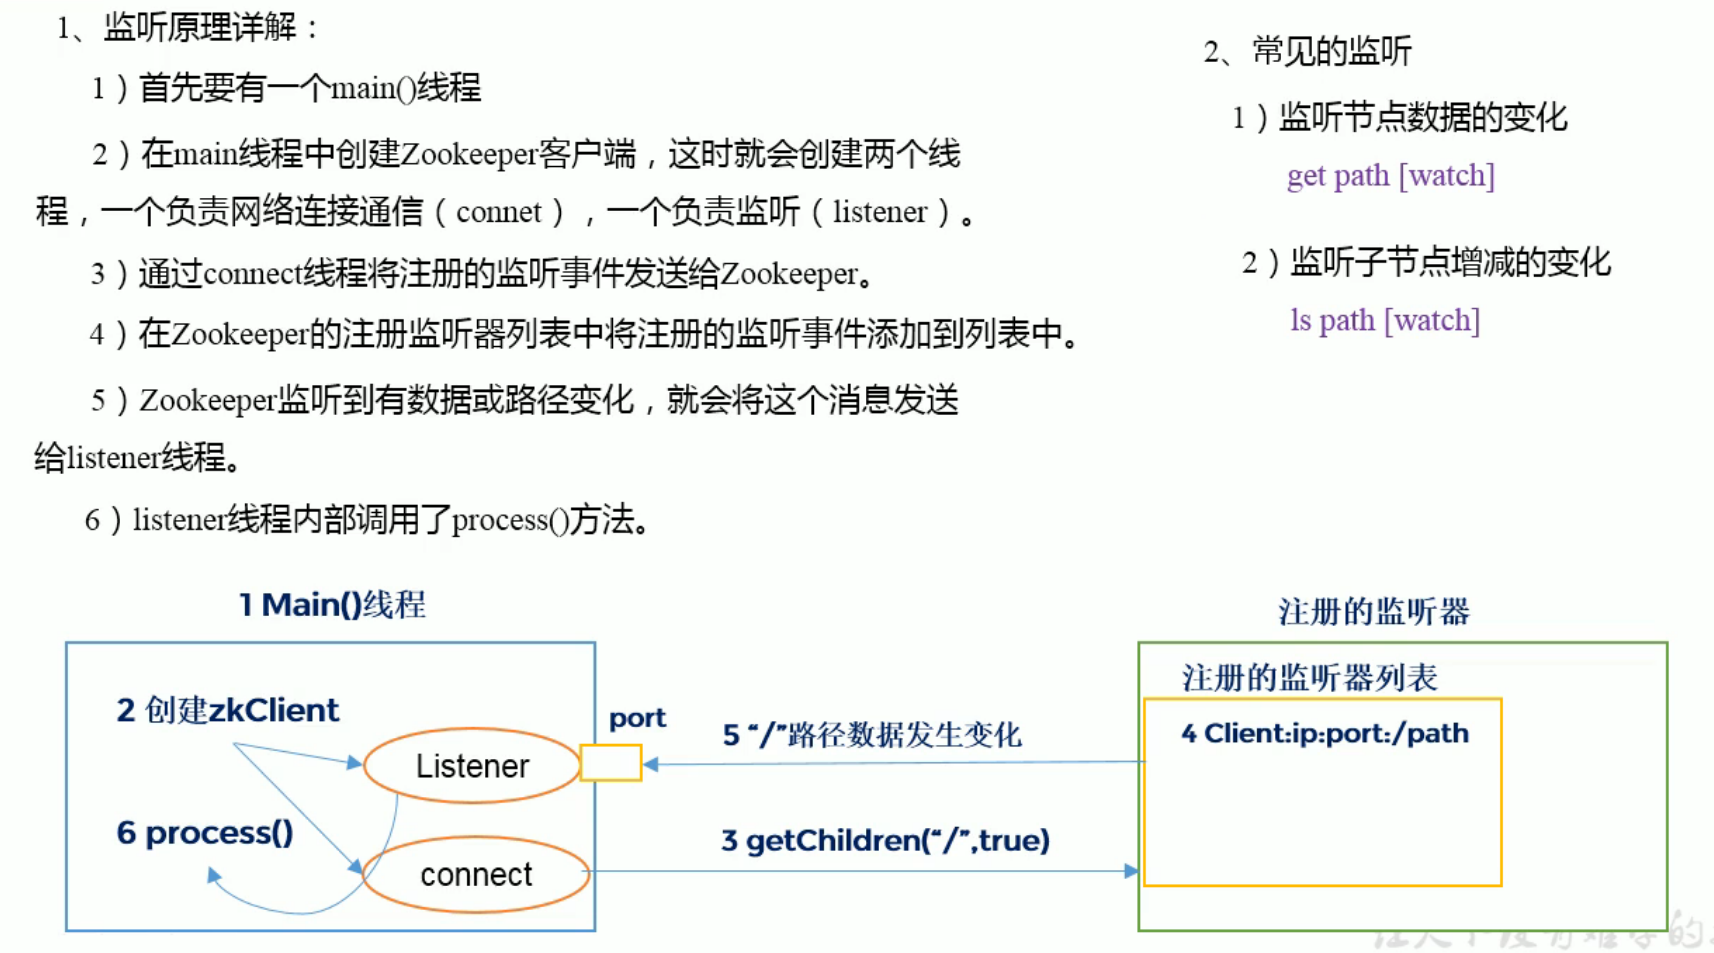 1、监听原理详解：
1）首先要有一个main()线程
2）在main线程中创建Zookeeper客户端，这时就会创建两个线
程，一个负责网络连接通信（connet），一个负责监听（listener）。
3）通过connect线程将注册的监听事件发送给Zookeeper。
4）在Zookeeper的注册监听器列表中将注册的监听事件添加到列表中。
5）Zookeeper监听到有数据或路径变化，就会将这个消息发送
给listener线程。
6）listener线程内部调用了process()方法。
2、常见的监听
1）监听节点数据的变化
get path [watch]
2）监听子节点增减的变化
ls path [watch]
1 Main()线程
2 创建zkClient
Listener
port
6 process()
connect
5 “/”路径数据发生变化
3 getChildren(“/”,true)
注册的监听器
注册的监听器列表
4 Client:ip:port:/path